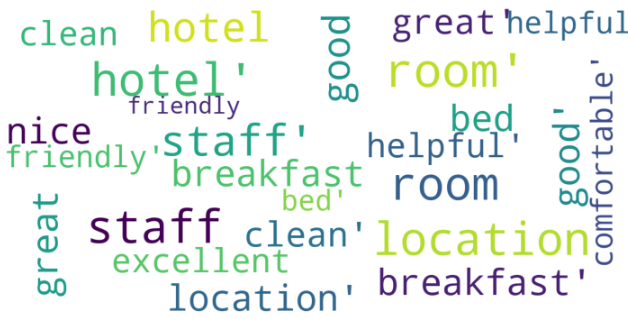 clean
hotel
good
great'
helpful
hotel'
room'
friendly
nice
staff'
bed
helpful'
good'
comfortable'
friendly'
breakfast
room
bed'
great
staff
clean'
location
excellent
breakfast'
location'